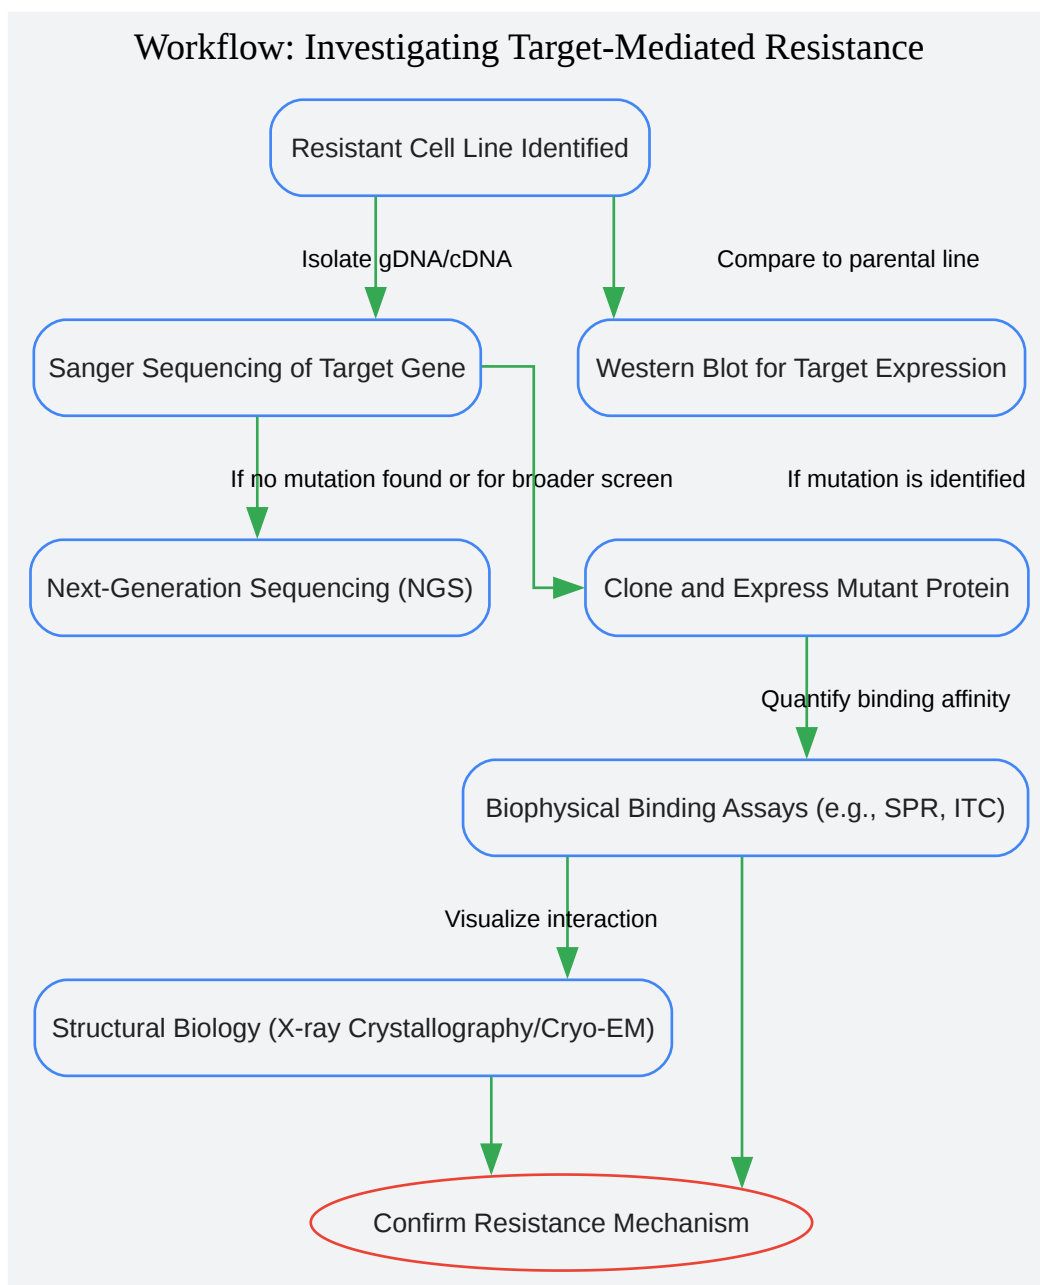 Workflow: Investigating Target-Mediated Resistance
Resistant Cell Line Identified
Isolate gDNA/cDNA
Compare to parental line
Sanger Sequencing of Target Gene
Western Blot for Target Expression
If no mutation found or for broader screen
If mutation is identified
Next-Generation Sequencing (NGS)
Clone and Express Mutant Protein
Quantify binding affinity
Biophysical Binding Assays (e.g., SPR, ITC)
Visualize interaction
Structural Biology (X-ray Crystallography/Cryo-EM)
Confirm Resistance Mechanism